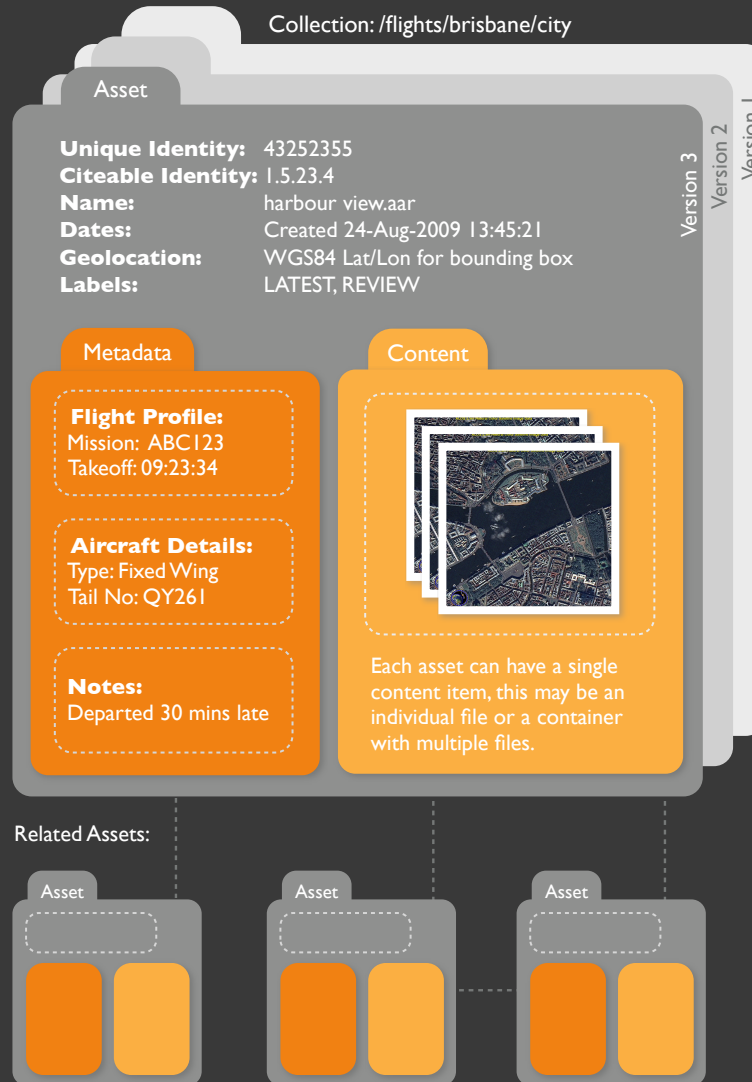 Collection: /flights/brisbane/city
Asset
Unique Identity: 43252355
Citeable Identity: 1.5.23.4
Name: harbour view.aar
Dates: Created 24-Aug-2009 13:45:21
Geolocation: WGS84 Lat/Lon for bounding box
Labels: LATEST, REVIEW
Version 3
Version 2
Version 1
Metadata
Flight Profile:
Mission: ABC123
Takeoff: 09:23:34
Aircraft Details:
Type: Fixed Wing
Tail No: QY261
Notes:
Departed 30 mins late
Content
Each asset can have a single
content item, this may be an
individual file or a container
with multiple files.
Related Assets:
Asset
Asset
Asset